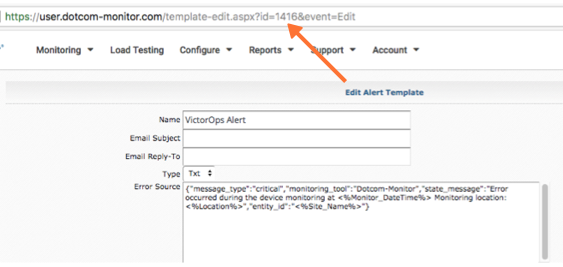 https://user.dotcom-monitor.com/template-edit.aspx?id=1416&event=Edit
Monitoring Load Testing Configure Reports Support Account
Edit Alert Template
Name VictorOps Alert
Email Subject
Email Reply-To
Type Txt
Error Source {"message_type":"critical","monitoring_tool":"Dotcom-Monitor","state_message":"Error
occurred during the device monitoring at <%Monitor_DateTime%> Monitoring location:
<%Location%>","entity_id":"<%Site_Name%>"}